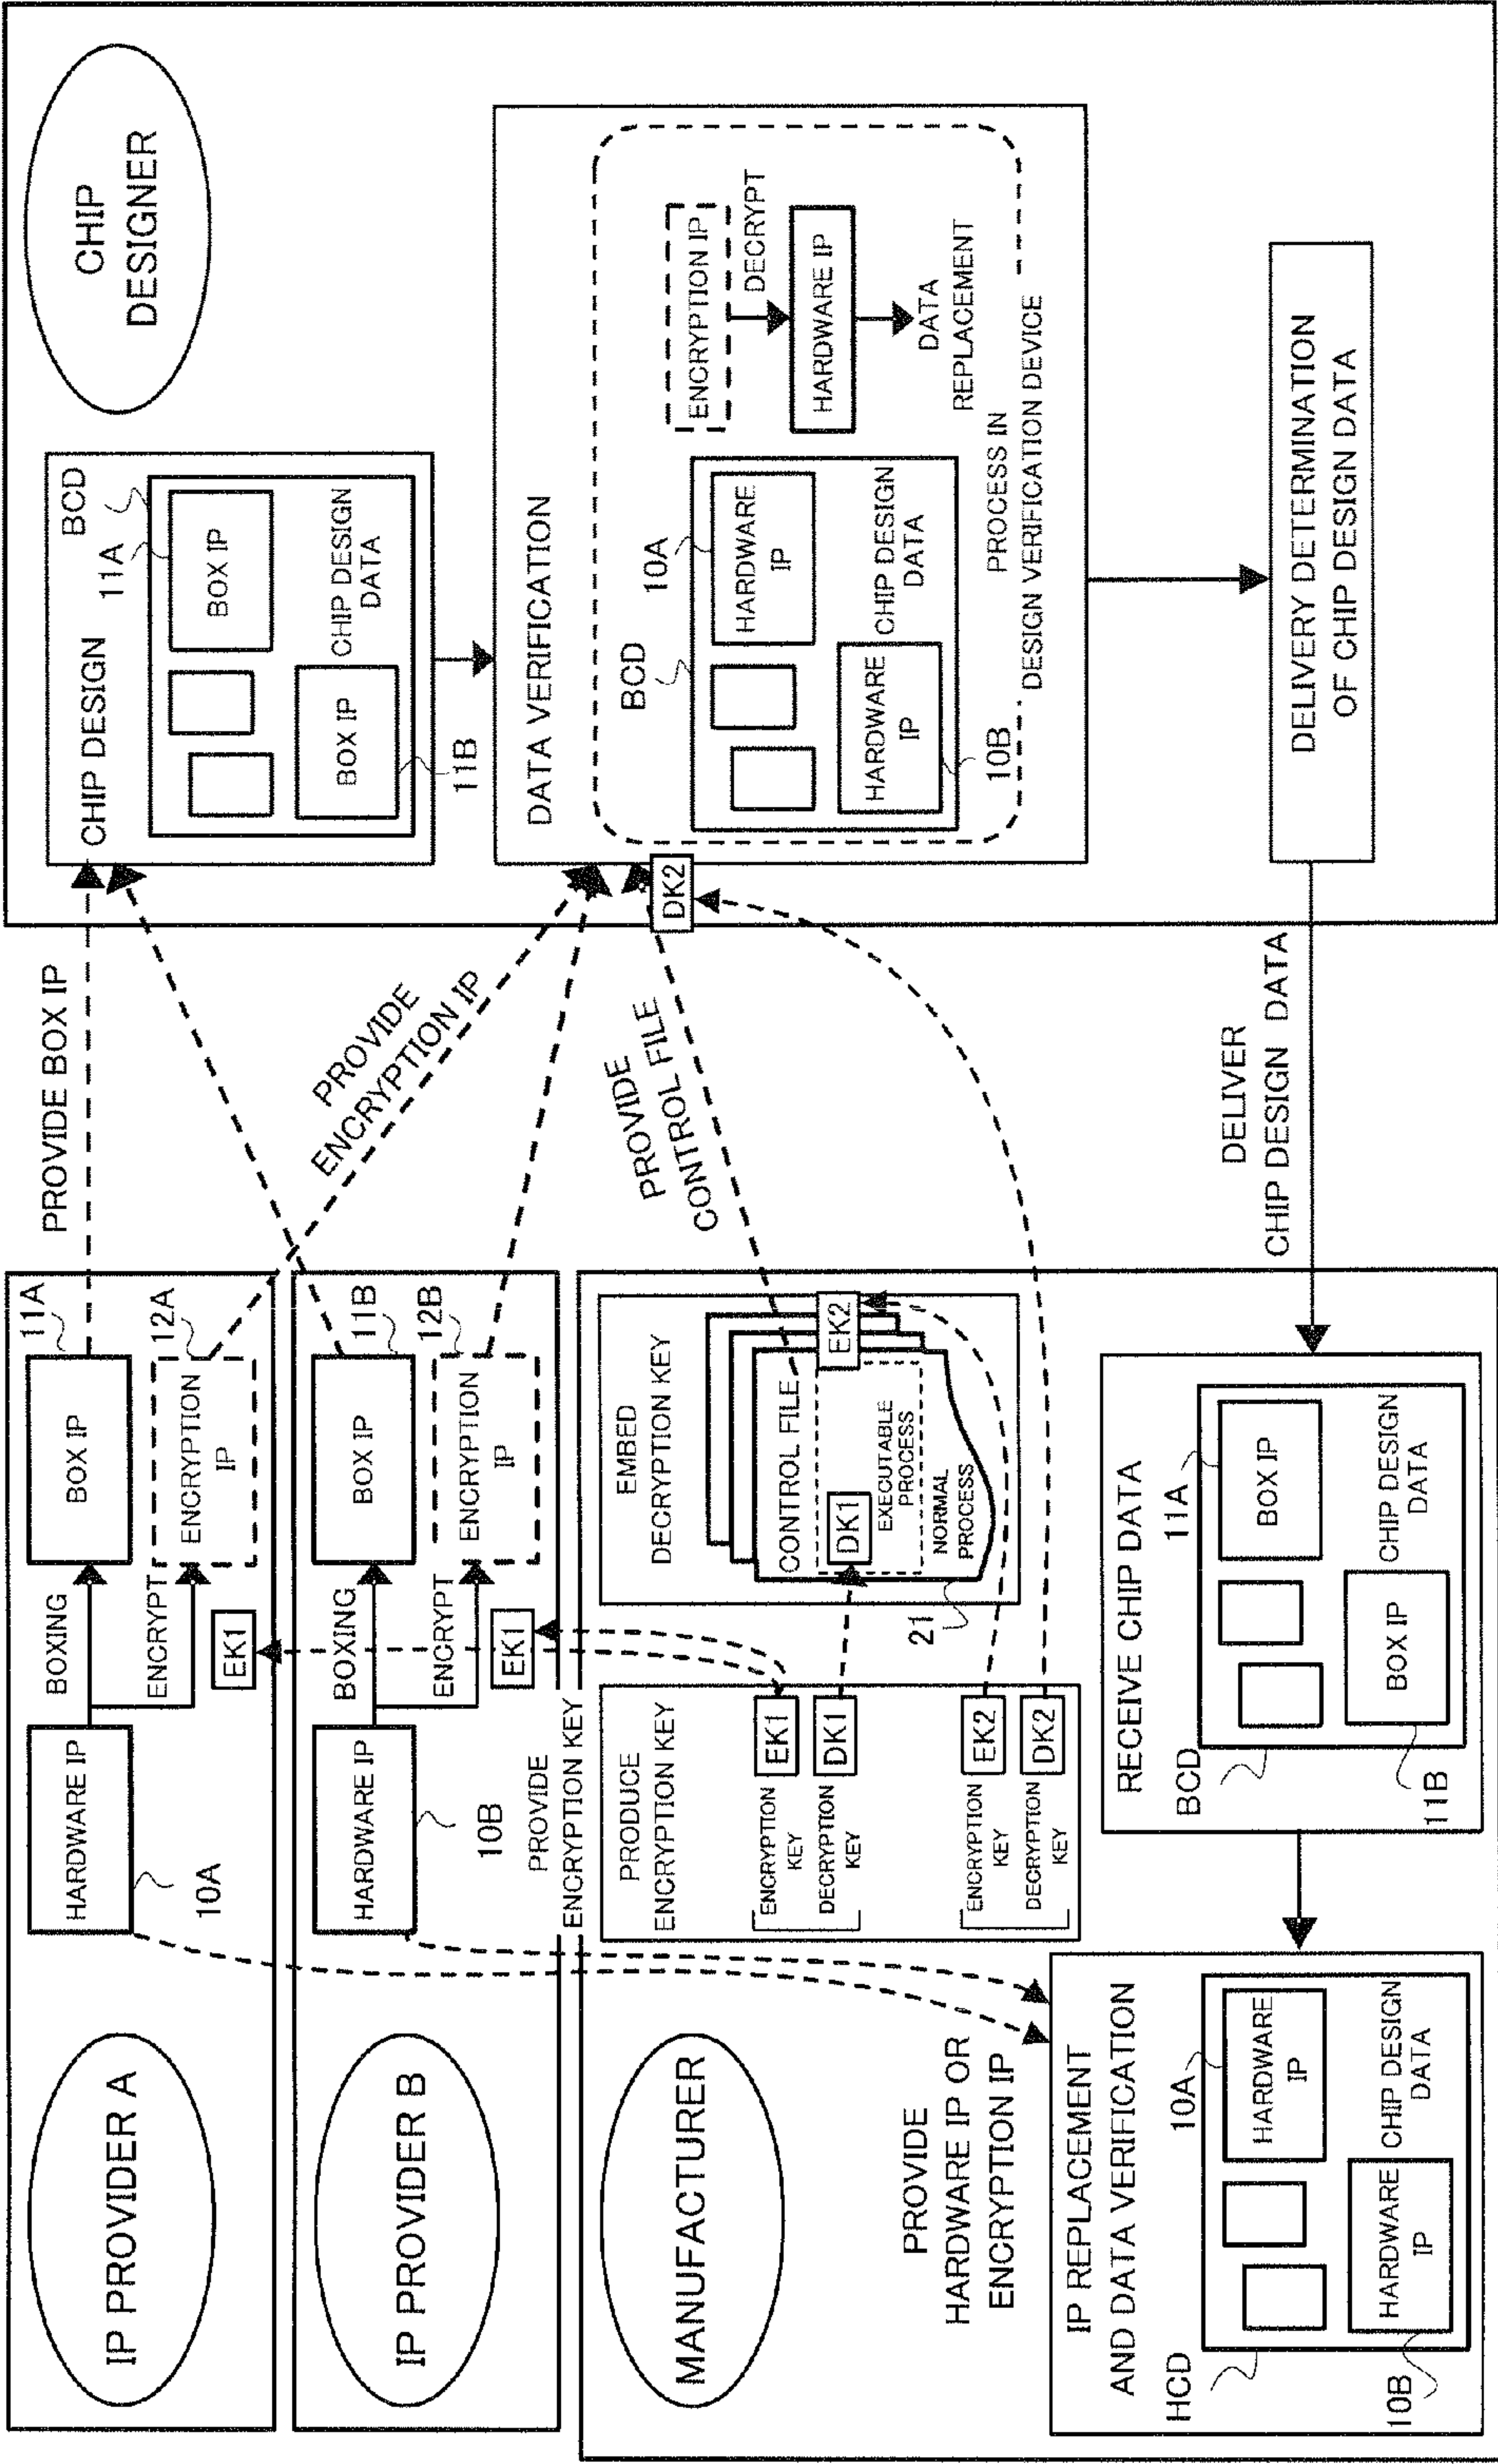 IP PROVIDER A
HARDWARE IP
10A
BOXING
ENCRYPT
EK1
BOX IP
11A
ENCRYPTION
IP
12A
PROVIDE BOX IP
IP PROVIDER B
HARDWARE IP
10B
BOXING
ENCRYPT
EK1
BOX IP
11B
ENCRYPTION
IP
12B
PROVIDE
ENCRYPTION IP
PROVIDE
ENCRYPTION KEY
MANUFACTURER
PRODUCE
ENCRYPTION KEY
ENCRYPTION
KEY
EK1
DECRYPTION
KEY
DK1
ENCRYPTION
KEY
EK2
DECRYPTION
KEY
DK2
EMBED
DECRYPTION KEY
CONTROL FILE
EK2
DK1
EXECUTABLE
PROCESS
NORMAL
PROCESS
21
PROVIDE
CONTROL FILE
PROVIDE
HARDWARE IP OR
ENCRYPTION IP
IP REPLACEMENT
AND DATA VERIFICATION
HCD
10A
HARDWARE
IP
HARDWARE
IP
CHIP DESIGN
DATA
10B
RECEIVE CHIP DATA
BCD
11A
BOX IP
BOX IP
CHIP DESIGN
DATA
11B
DELIVER
CHIP DESIGN DATA
CHIP
DESIGNER
CHIP DESIGN
11A
BCD
BOX IP
BOX IP
CHIP DESIGN
DATA
11B
DATA VERIFICATION
DK2
BCD
10A
HARDWARE
IP
HARDWARE
IP
CHIP DESIGN
DATA
10B
ENCRYPTION IP
DECRYPT
HARDWARE IP
DATA
REPLACEMENT
PROCESS IN
DESIGN VERIFICATION DEVICE
DELIVERY DETERMINATION
OF CHIP DESIGN DATA